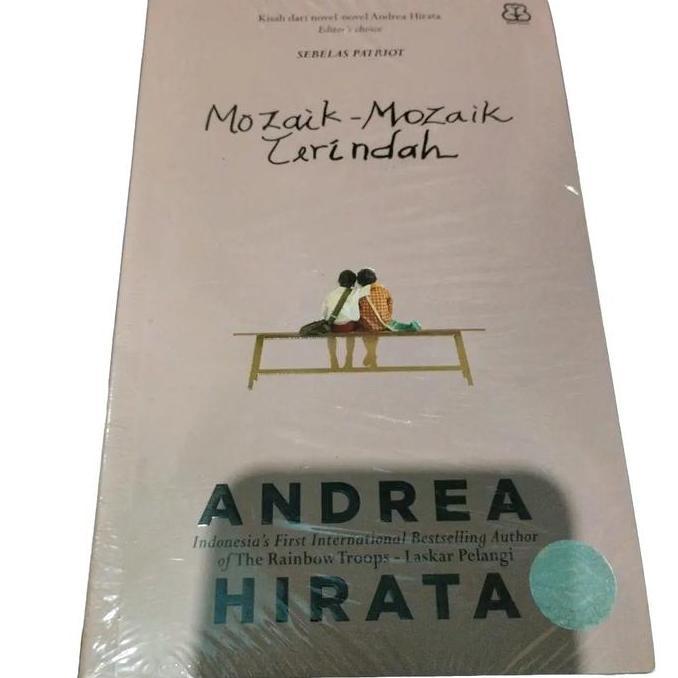 Kisah dari novel-novel Andrea Hirata
Editor's choice
SEBELAS PATRIOT
Mozaik-Mozaik
Terindah
ANDREA
Indonesia's First International Bestselling Author
of The Rainbow Troops - Laskar Pelangi
HIRATA